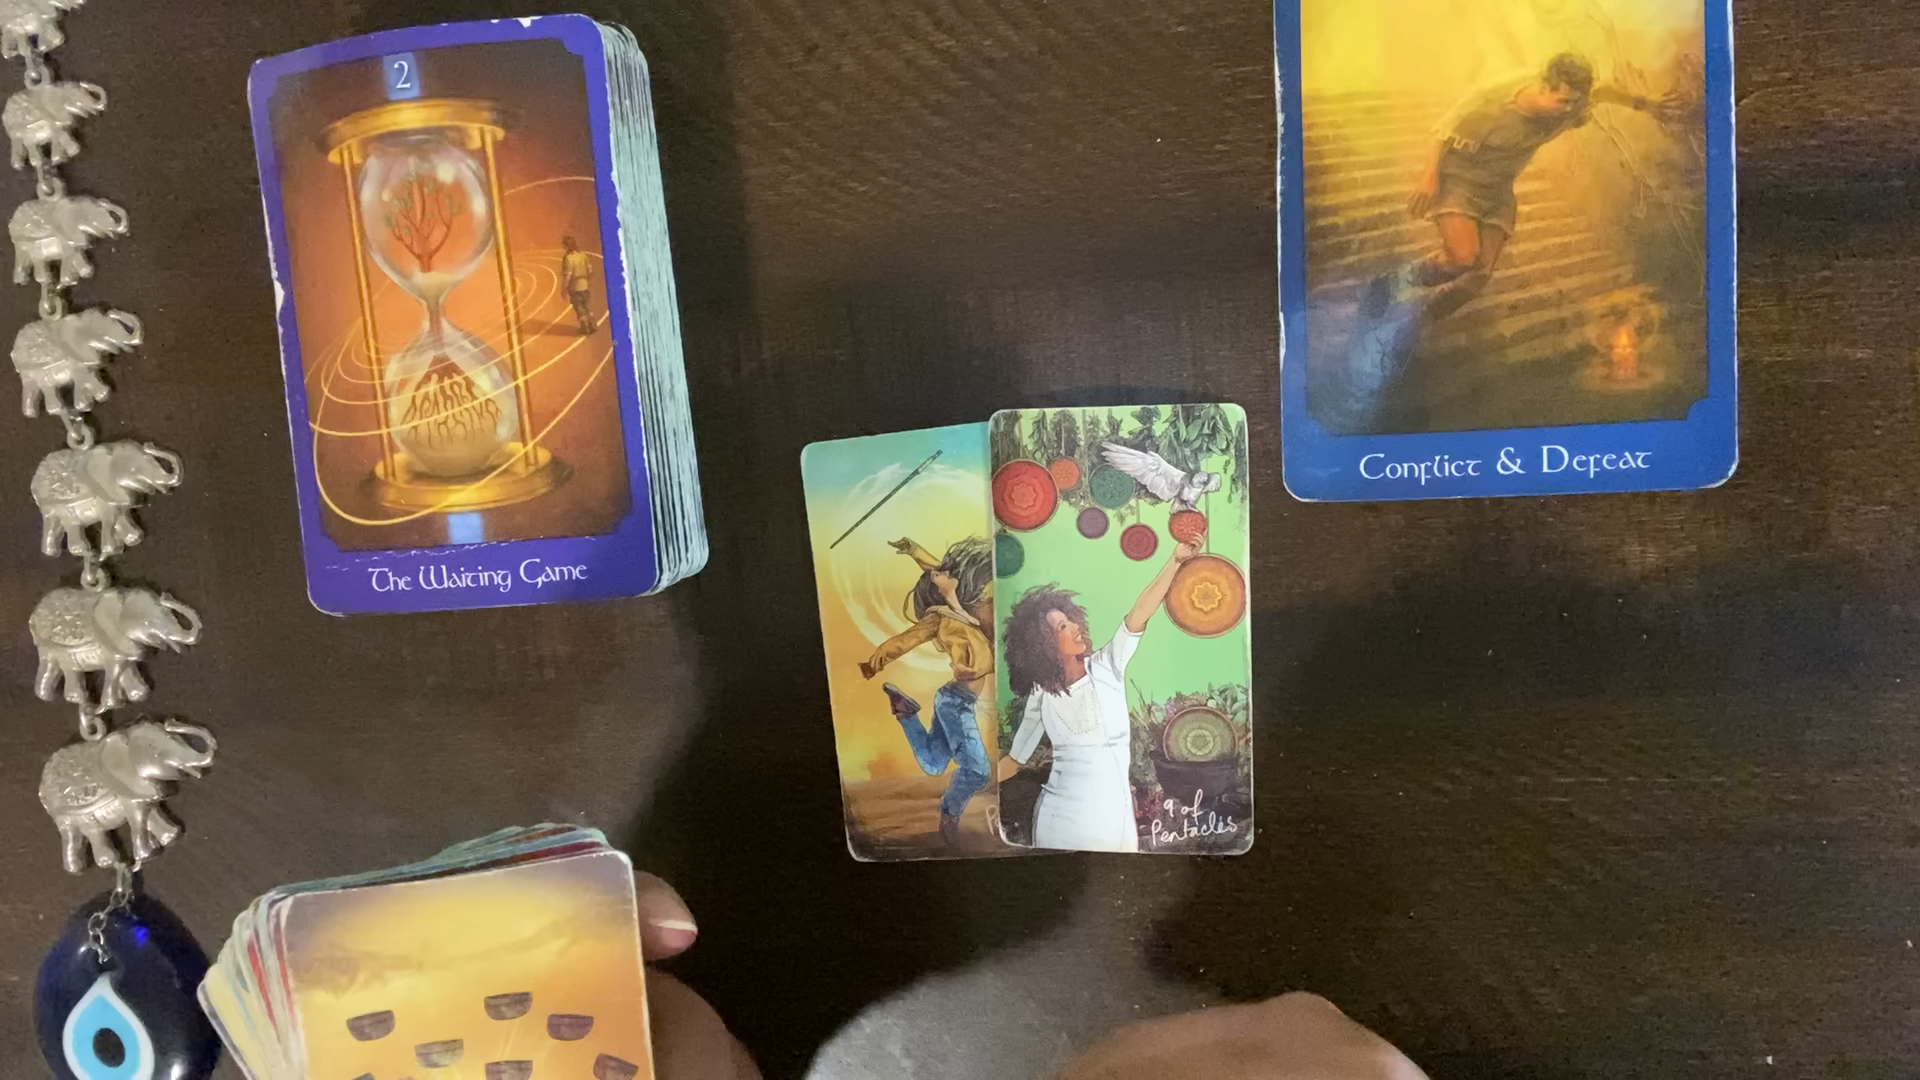 2
The Waiting Game
Conflict & Defeat
9 of
Pentacles